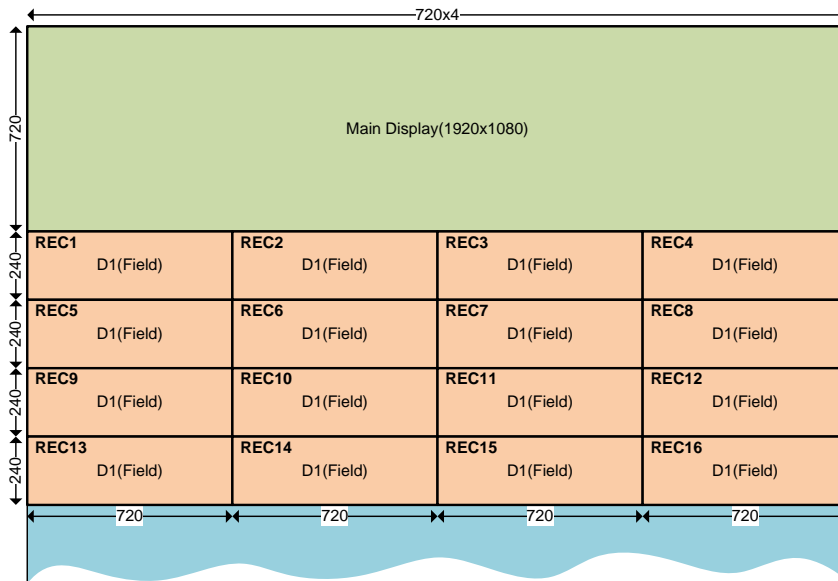 720x4
720
Main Display(1920x1080)
REC1 REC2 REC3 REC4
240
D1(Field) D1(Field) D1(Field) D1(Field)
REC5 REC6 REC7 REC8
240
D1(Field) D1(Field) D1(Field) D1(Field)
REC9 REC10 REC11 REC12
240
D1(Field) D1(Field) D1(Field) D1(Field)
REC13 REC14 REC15 REC16
240
D1(Field) D1(Field) D1(Field) D1(Field)
720 720 720 720